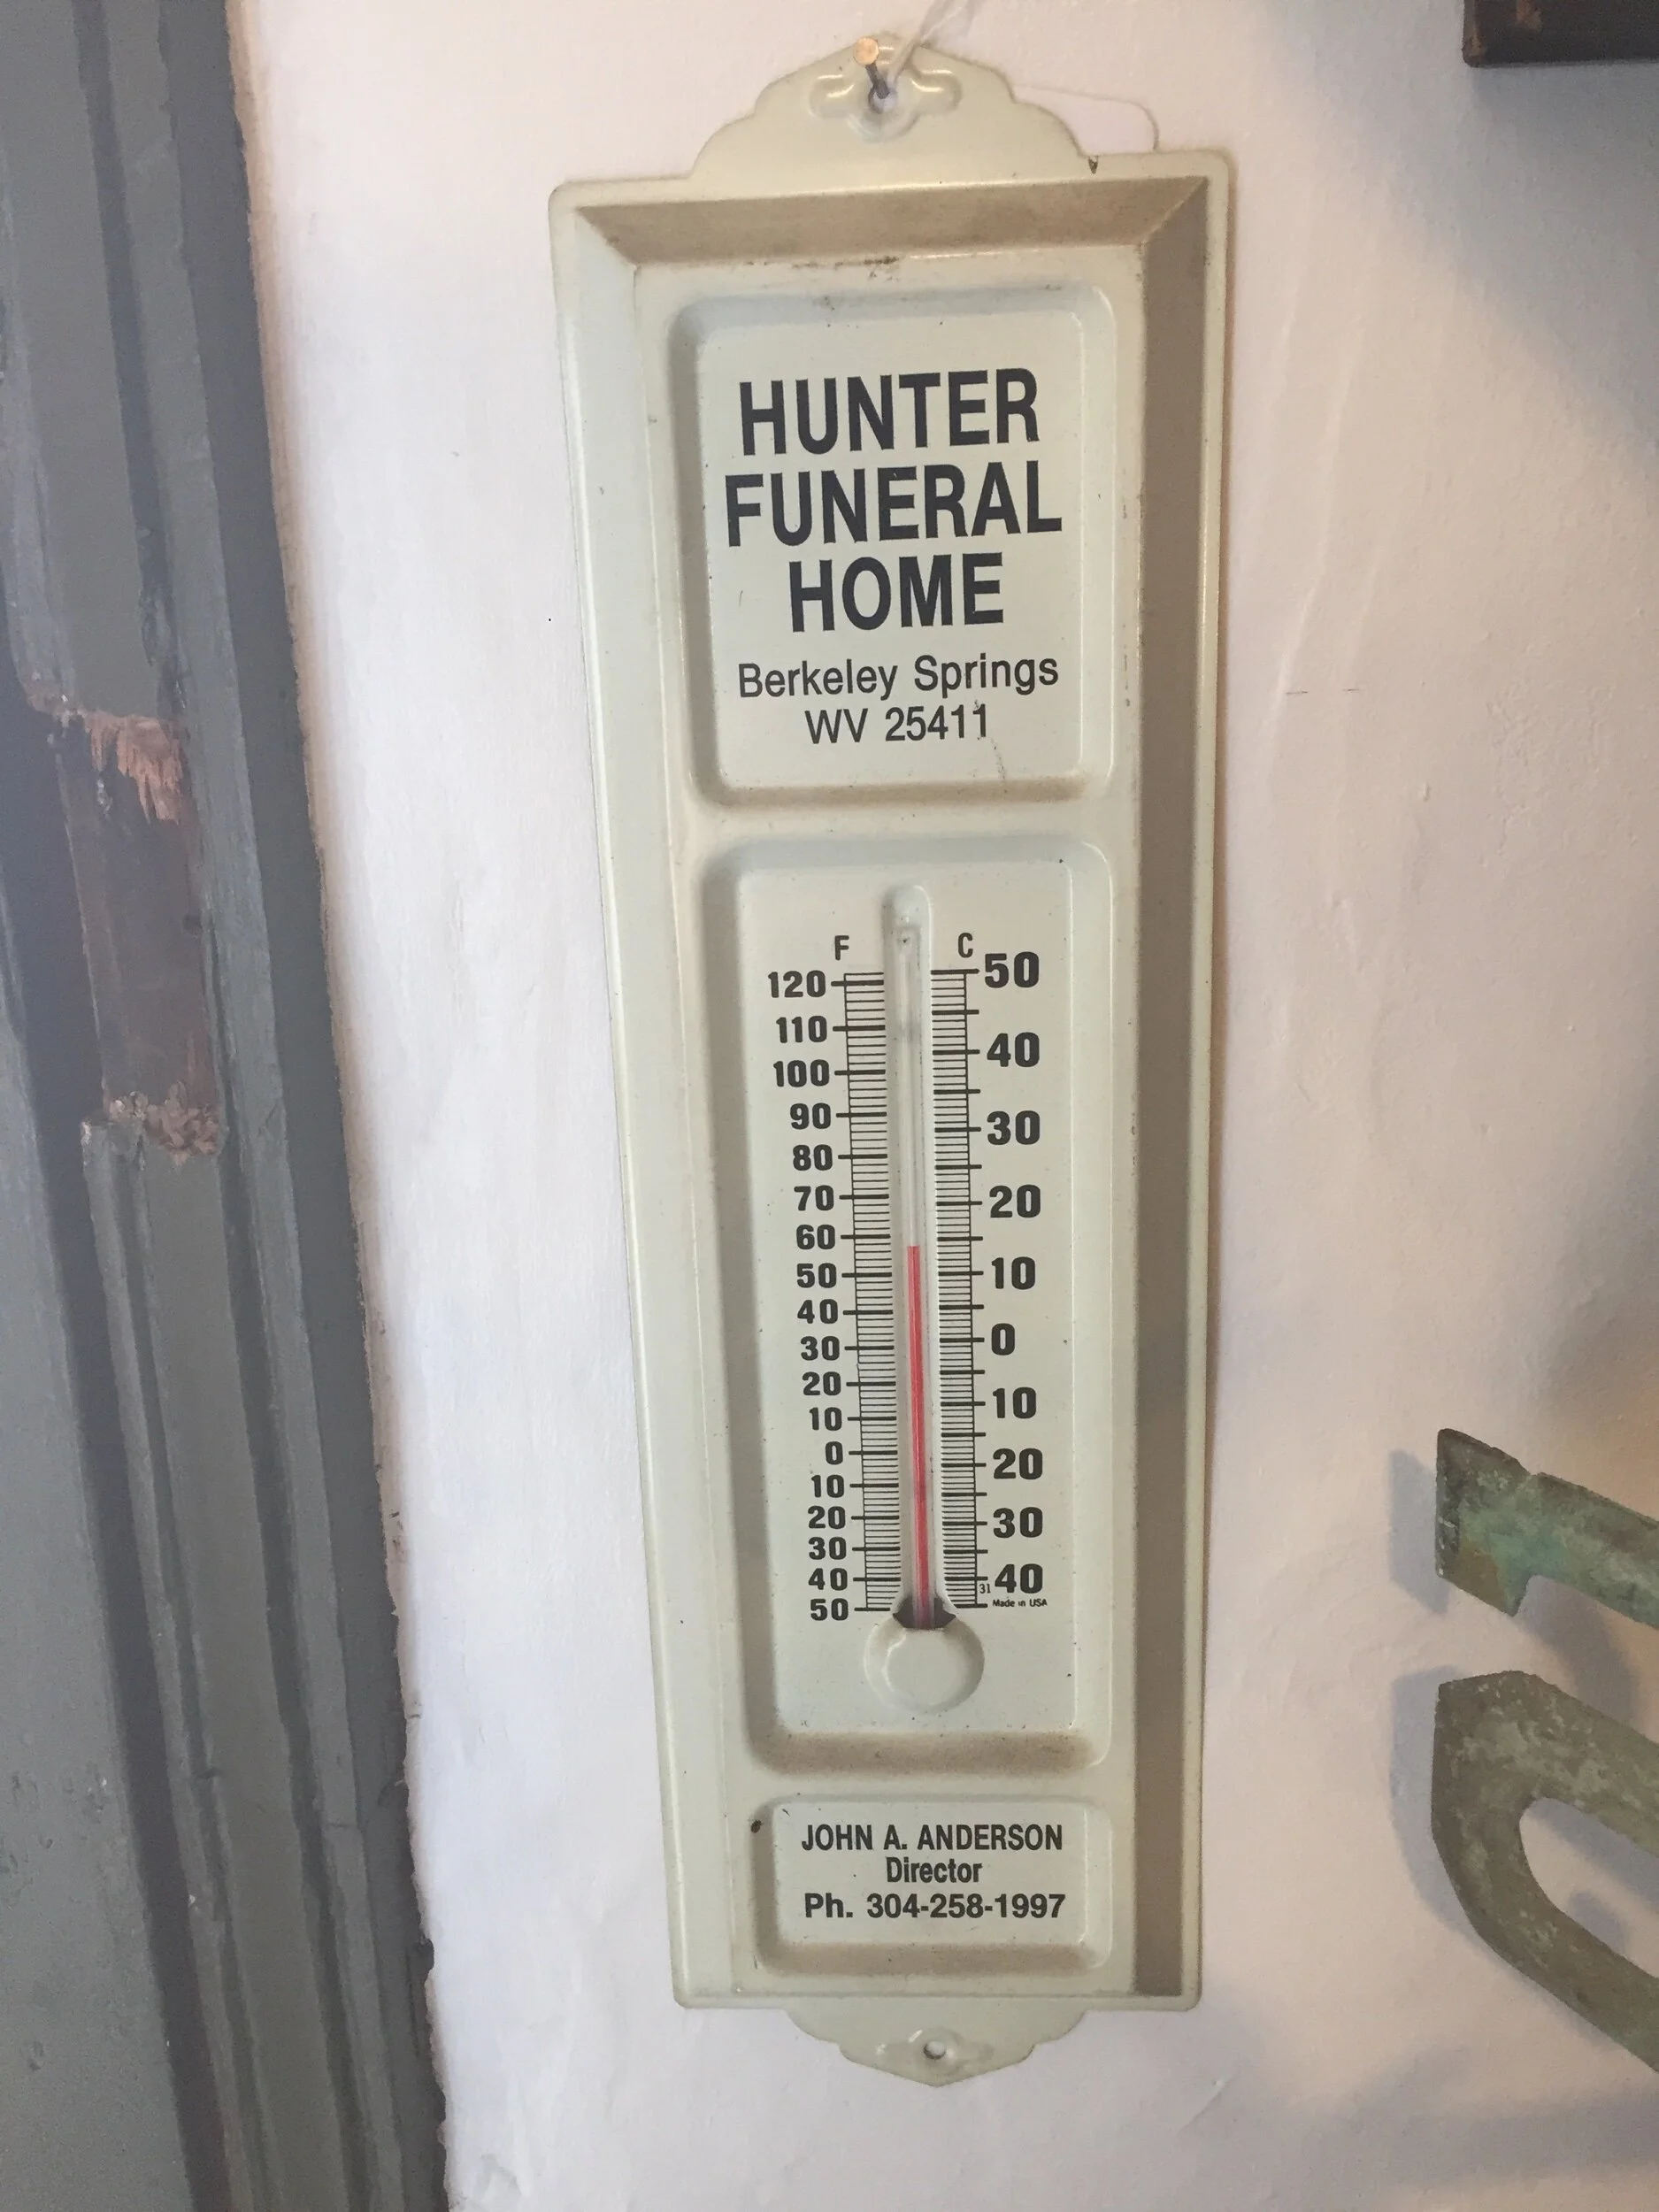 HUNTER
FUNERAL
HOME
Berkeley Springs
WV 25411
F C
120 50
110
100 40
90 30
80
70 20
60
50 10
40
30 0
20
10 10
0
10 20
20
30 30
40 31 40
50 Made in USA
JOHN A. ANDERSON
Director
Ph. 304-258-1997